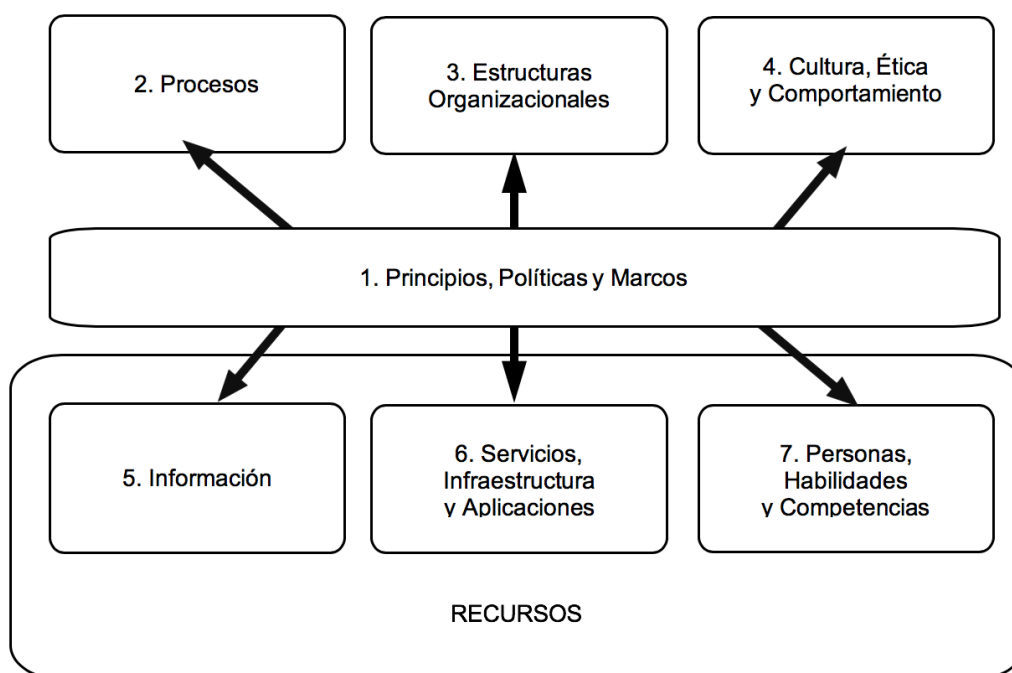 2. Procesos
3. Estructuras
Organizacionales
4. Cultura, Ética
y Comportamiento
1. Principios, Políticas y Marcos
5. Información
6. Servicios,
Infraestructura
y Aplicaciones
7. Personas,
Habilidades
y Competencias
RECURSOS